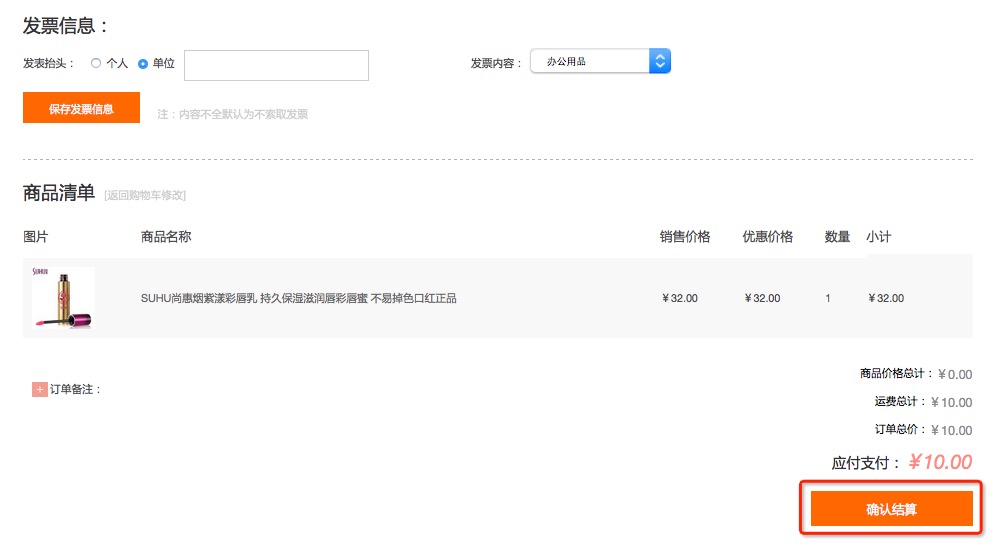 发票信息：
发表抬头： 个人 单位 发票内容： 办公用品
保存发票信息 注：内容不全默认为不索取发票
商品清单 [返回购物车修改]
图片 商品名称 销售价格 优惠价格 数量 小计
SUHU
SUHU尚惠烟紫漾彩唇乳 持久保湿滋润唇彩唇蜜 不易掉色口红正品 ￥32.00 ￥32.00 1 ￥32.00
商品价格总计：￥0.00
+ 订单备注：
运费总计：￥10.00
订单总价：￥10.00
应付支付：￥10.00
确认结算